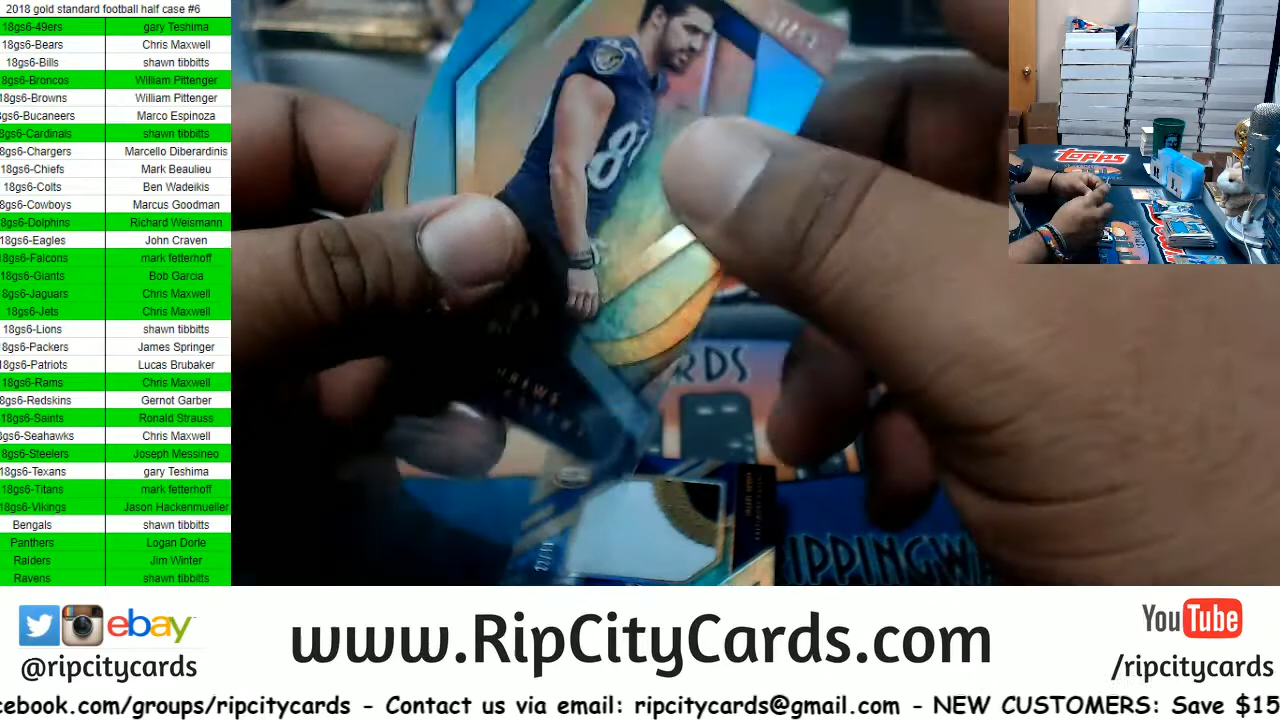 2018 gold standard football half case #6
18gs6-49ers gary Teshima
18gs6-Bears Chris Maxwell
18gs6-Bills shawn tibbitts
8gs6-Broncos William Pittenger
18gs6-Browns William Pittenger
gs6-Bucaneers Marco Espinoza
8gs6-Cardinals shawn tibbitts
8gs6-Chargers Marcello Diberardinis
18gs6-Chiefs Mark Beaulieu
18gs6-Colts Ben Wadeikis
8gs6-Cowboys Marcus Goodman
8gs6-Dolphins Richard Weismann
18gs6-Eagles John Craven
8gs6-Falcons mark fetterhoff
18gs6-Giants Bob Garcia
8gs6-Jaguars Chris Maxwell
18gs6-Jets Chris Maxwell
18gs6-Lions shawn tibbitts
8gs6-Packers James Springer
8gs6-Patriots Lucas Brubaker
18gs6-Rams Chris Maxwell
8gs6-Redskins Gernot Garber
18gs6-Saints Ronald Strauss
gs6-Seahawks Chris Maxwell
8gs6-Steelers Joseph Messineo
18gs6-Texans gary Teshima
18gs6-Titans mark fetterhoff
18gs6-Vikings Jason Hackenmueller
Bengals shawn tibbitts
Panthers Logan Dorle
Raiders Jim Winter
Ravens shawn tibbitts
RDS
IPPINGW
Topps
ebay
@ripcitycards
www.RipCityCards.com
YouTube
/ripcitycards
cebook.com/groups/ripcitycards - Contact us via email: ripcitycards@gmail.com - NEW CUSTOMERS: Save $15